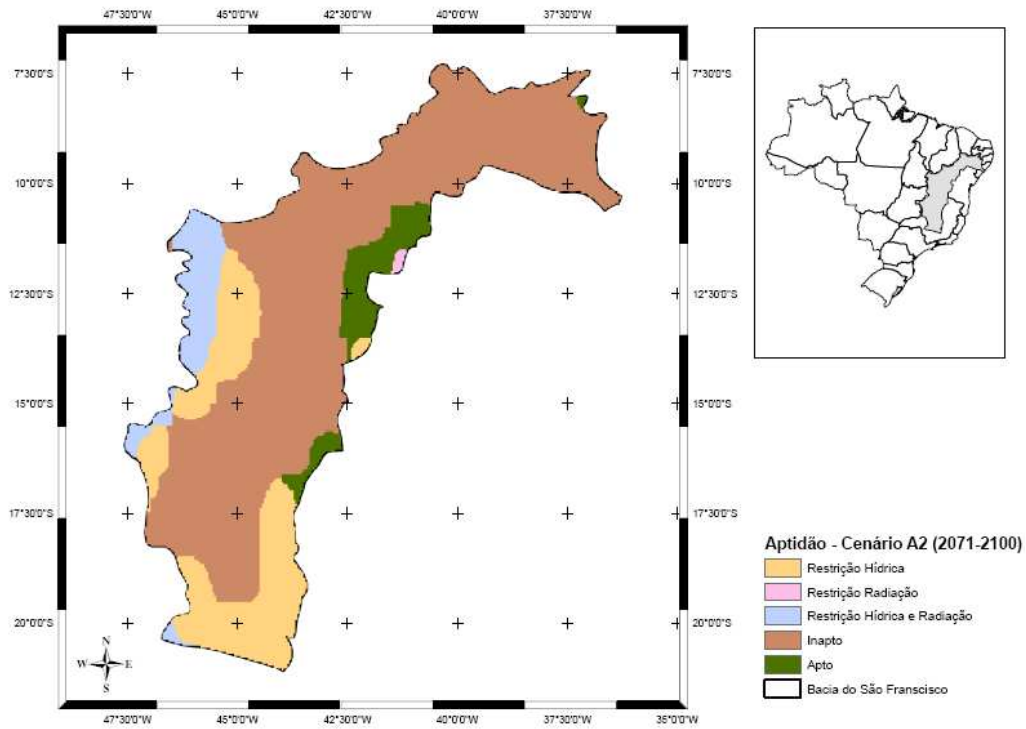 47°30'0"W 45°0'0"W 42°30'0"W 40°0'0"W 37°30'0"W
7°30'0"S 7°30'0"S
10°0'0"S 10°0'0"S
12°30'0"S 12°30'0"S
15°0'0"S 15°0'0"S
17°30'0"S 17°30'0"S
20°0'0"S 20°0'0"S
N
W E
S
47°30'0"W 45°0'0"W 42°30'0"W 40°0'0"W 37°30'0"W 35°0'0"W
Aptidão - Cenário A2 (2071-2100)
Restrição Hídrica
Restrição Radiação
Restrição Hídrica e Radiação
Inapto
Apto
Bacia do São Franscisco